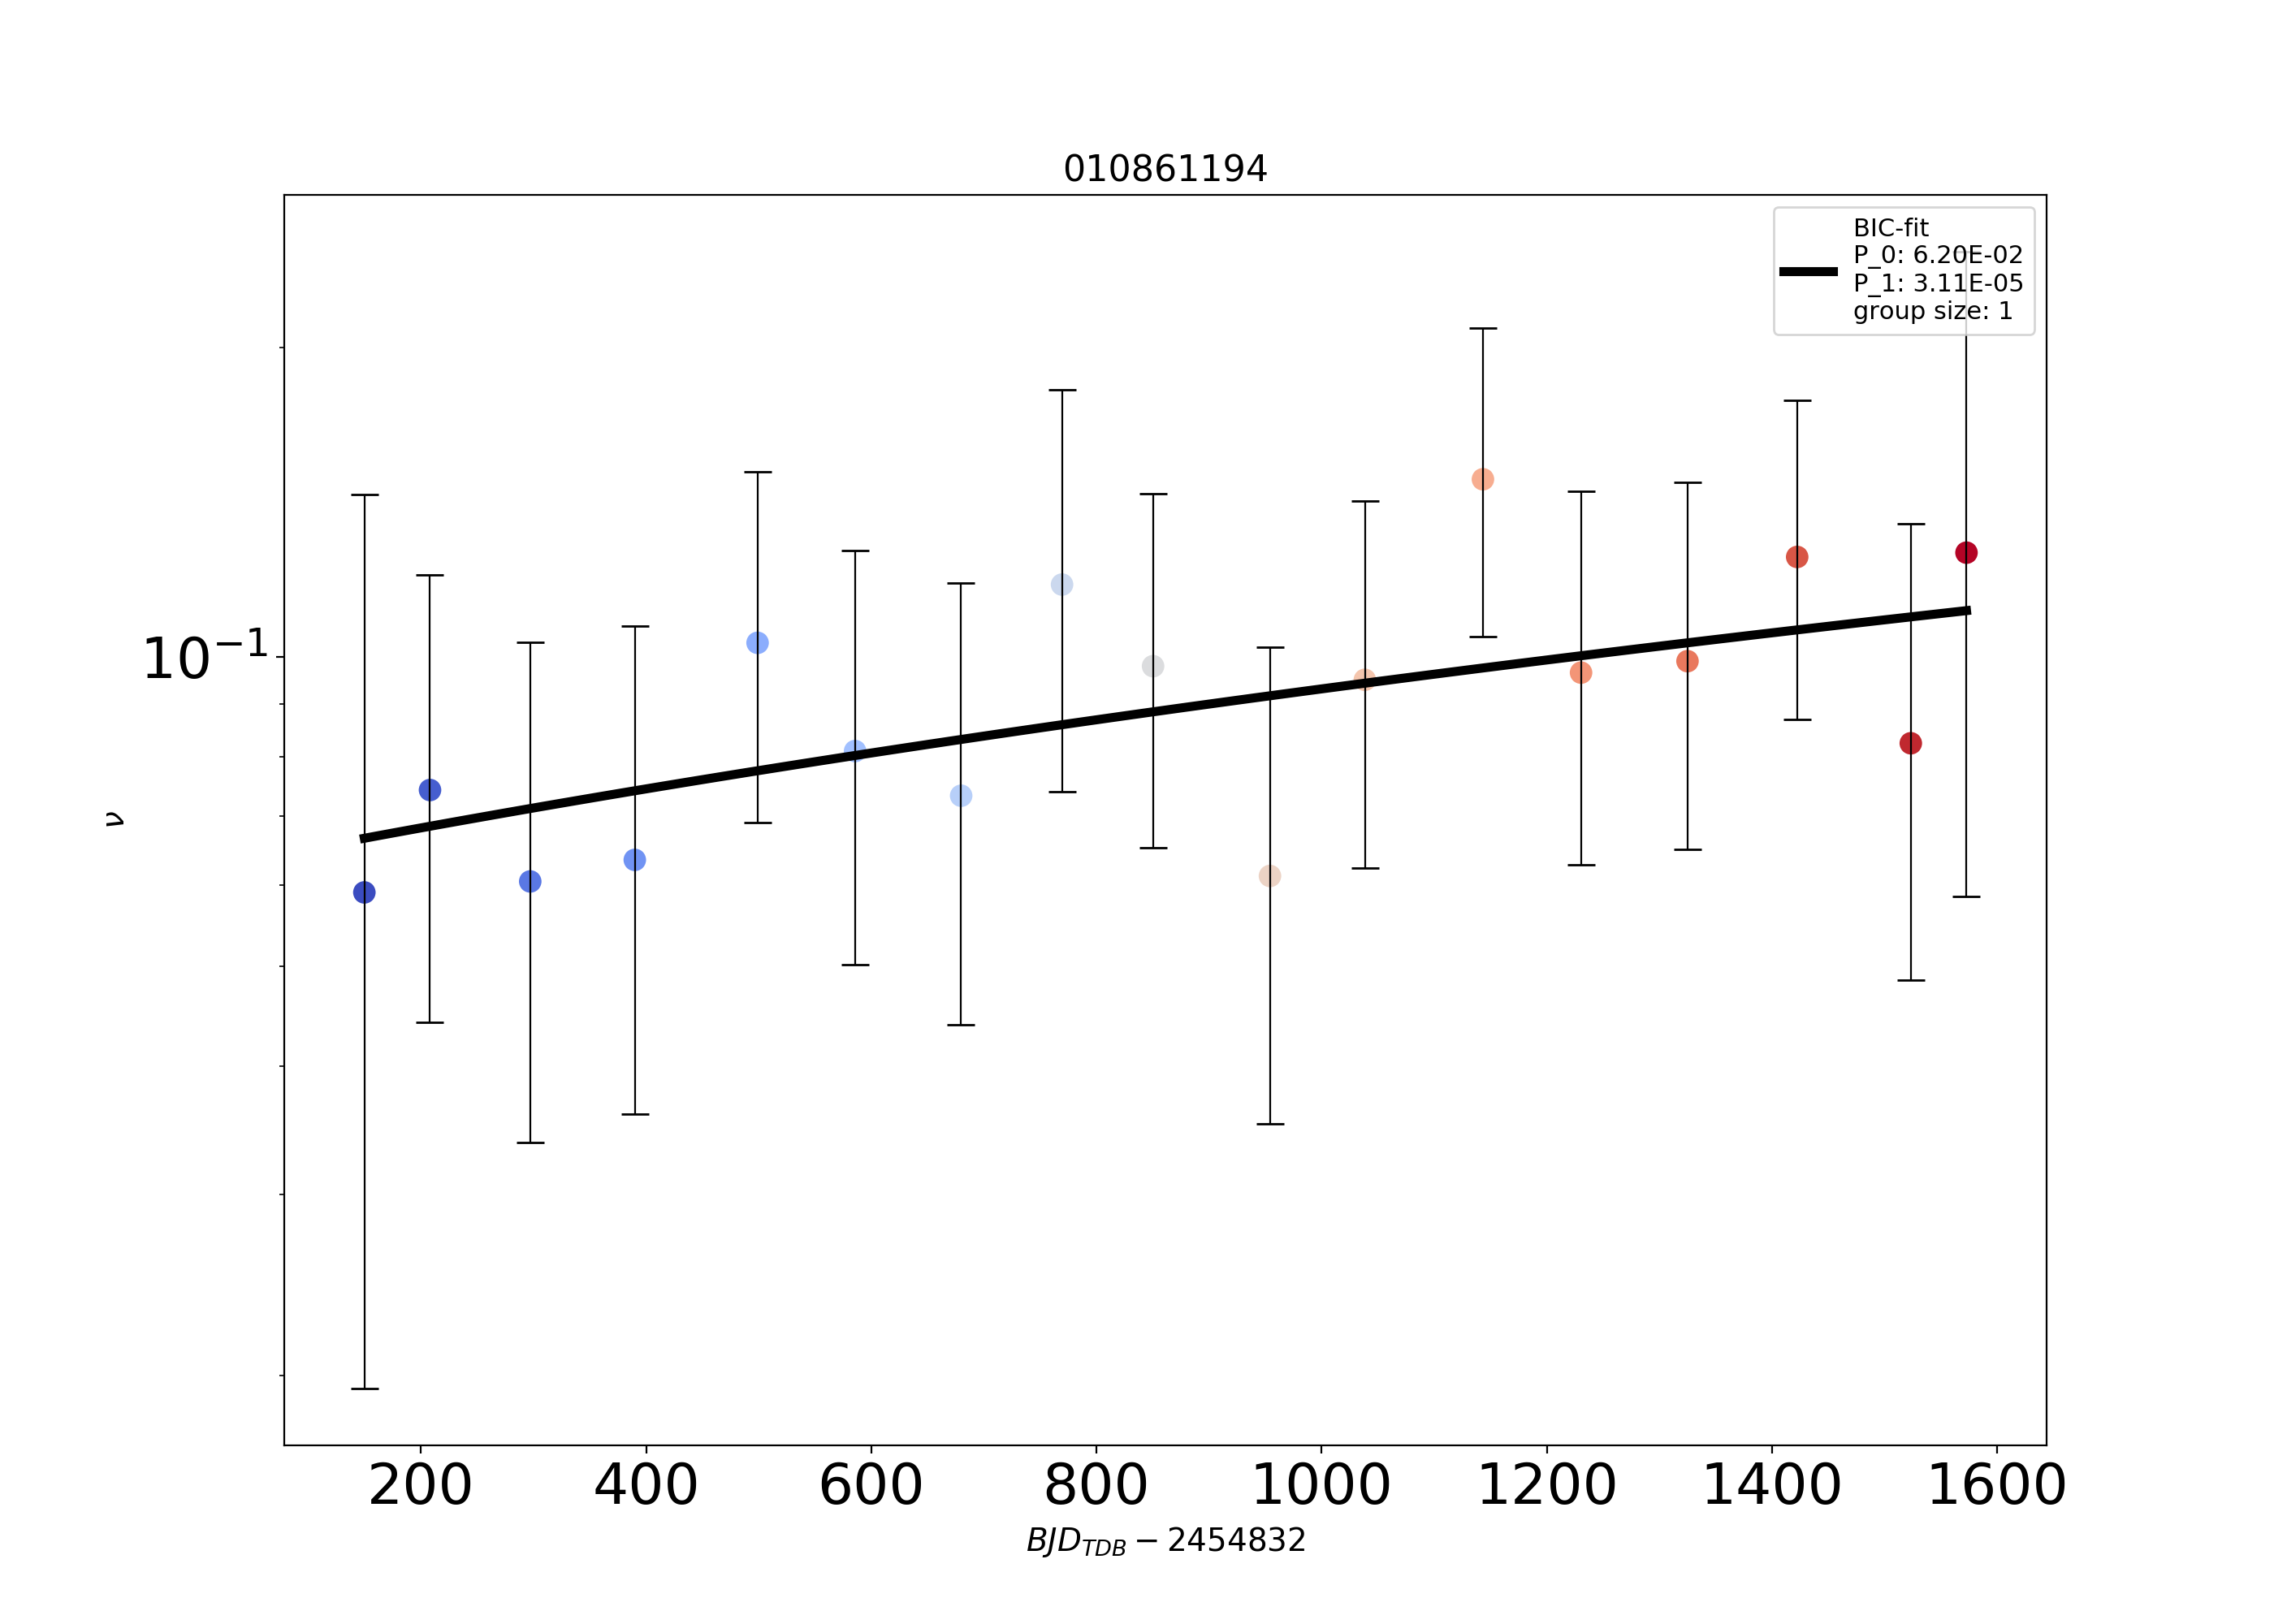 010861194
BIC-fit
P_0: 6.20E-02
P_1: 3.11E-05
group size: 1
10⁻¹
ν
200 400 600 800 1000 1200 1400 1600
BJD_TDB − 2454832